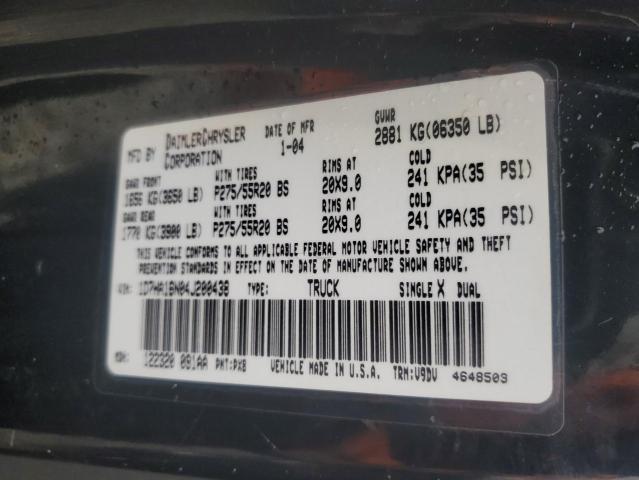 MFD BY DAIMLERCHRYSLER CORPORATION DATE OF MFR 1-04 GVWR 2881 KG(06350 LB)
GAWR FRONT WITH TIRES RIMS AT COLD
1656 KG(3650 LB) P275/55R20 BS 20X9.0 241 KPA(35 PSI)
GAWR REAR WITH TIRES RIMS AT COLD
1770 KG(3900 LB) P275/55R20 BS 20X9.0 241 KPA(35 PSI)
THIS VEHICLE CONFORMS TO ALL APPLICABLE FEDERAL MOTOR VEHICLE SAFETY AND THEFT
PREVENTION STANDARDS IN EFFECT ON THE DATE OF MANUFACTURE SHOWN ABOVE.
VIN: 1D7HA16N04J200438 TYPE: TRUCK SINGLE X DUAL
MDH: 122320 091AA PNT:PX8 VEHICLE MADE IN U.S.A. TRM:V9DV 4648503